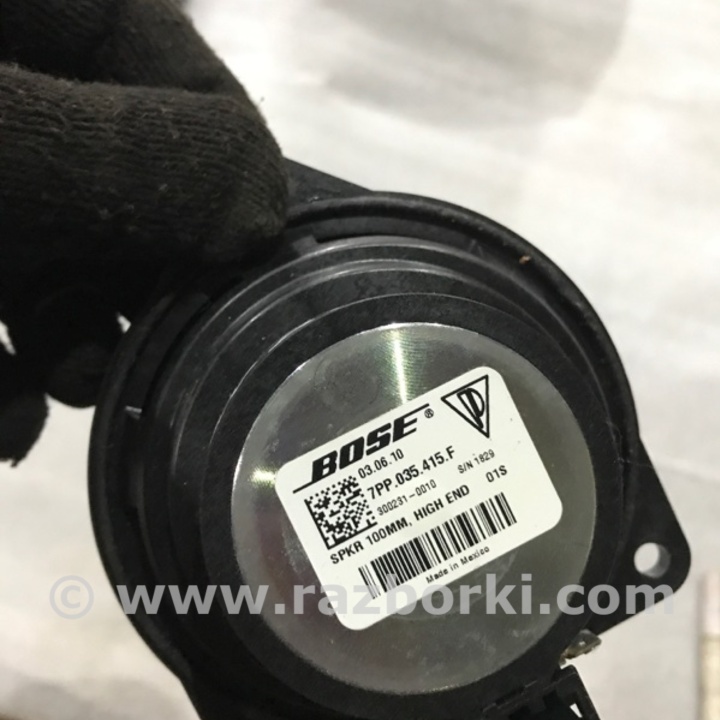 BOSE ®
03.06.10
7PP.035.415.F
300231-0010 S/N 1829
SPKR 100MM, HIGH END 01S
Made in Mexico
© www.razborki.com